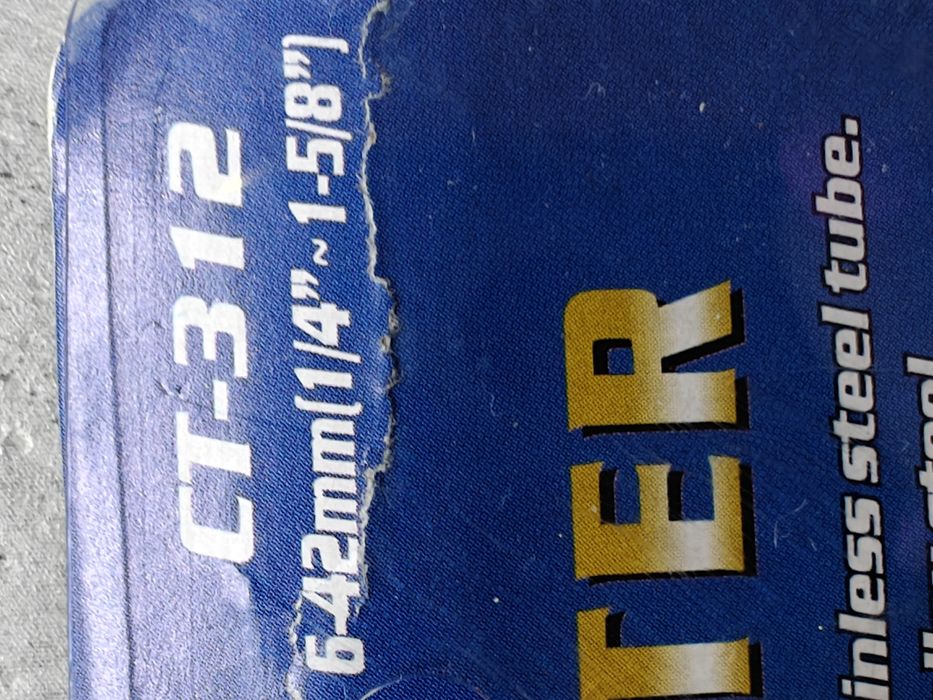 CT-312
6-42mm(1/4"~1-5/8")
TER
inless steel tube.